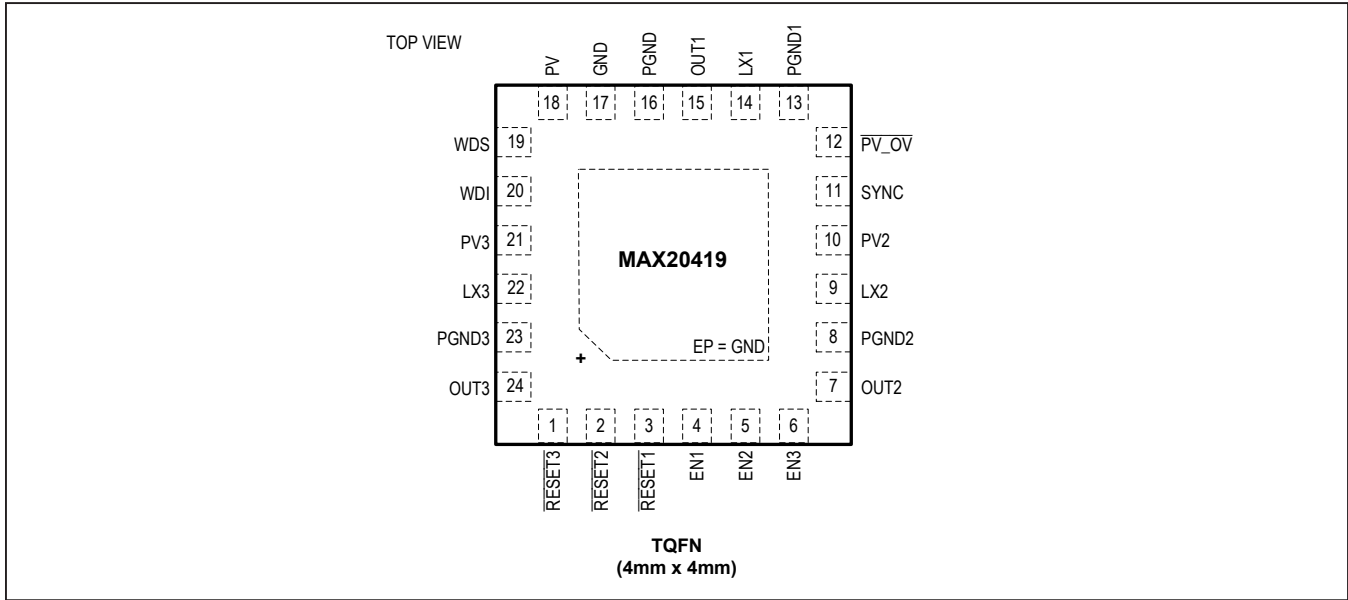 TOP VIEW
PV
GND
PGND
OUT1
LX1
PGND1
18
17
16
15
14
13
WDS 19
12 PV_OV
WDI 20
11 SYNC
PV3 21
10 PV2
MAX20419
LX3 22
9 LX2
PGND3 23
8 PGND2
EP = GND
+
OUT3 24
7 OUT2
1
2
3
4
5
6
RESET3
RESET2
RESET1
EN1
EN2
EN3
TQFN
(4mm x 4mm)